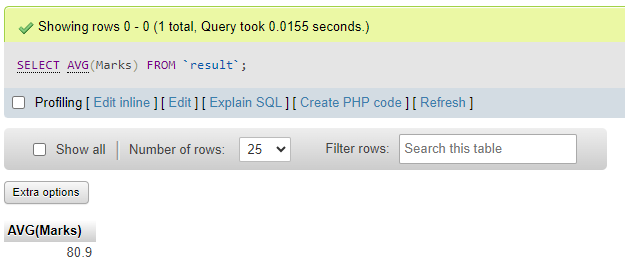 Showing rows 0 - 0 (1 total, Query took 0.0155 seconds.)
SELECT AVG(Marks) FROM `result`;
Profiling [ Edit inline ] [ Edit ] [ Explain SQL ] [ Create PHP code ] [ Refresh ]
Show all | Number of rows: 25 Filter rows: Search this table
Extra options
AVG(Marks)
80.9